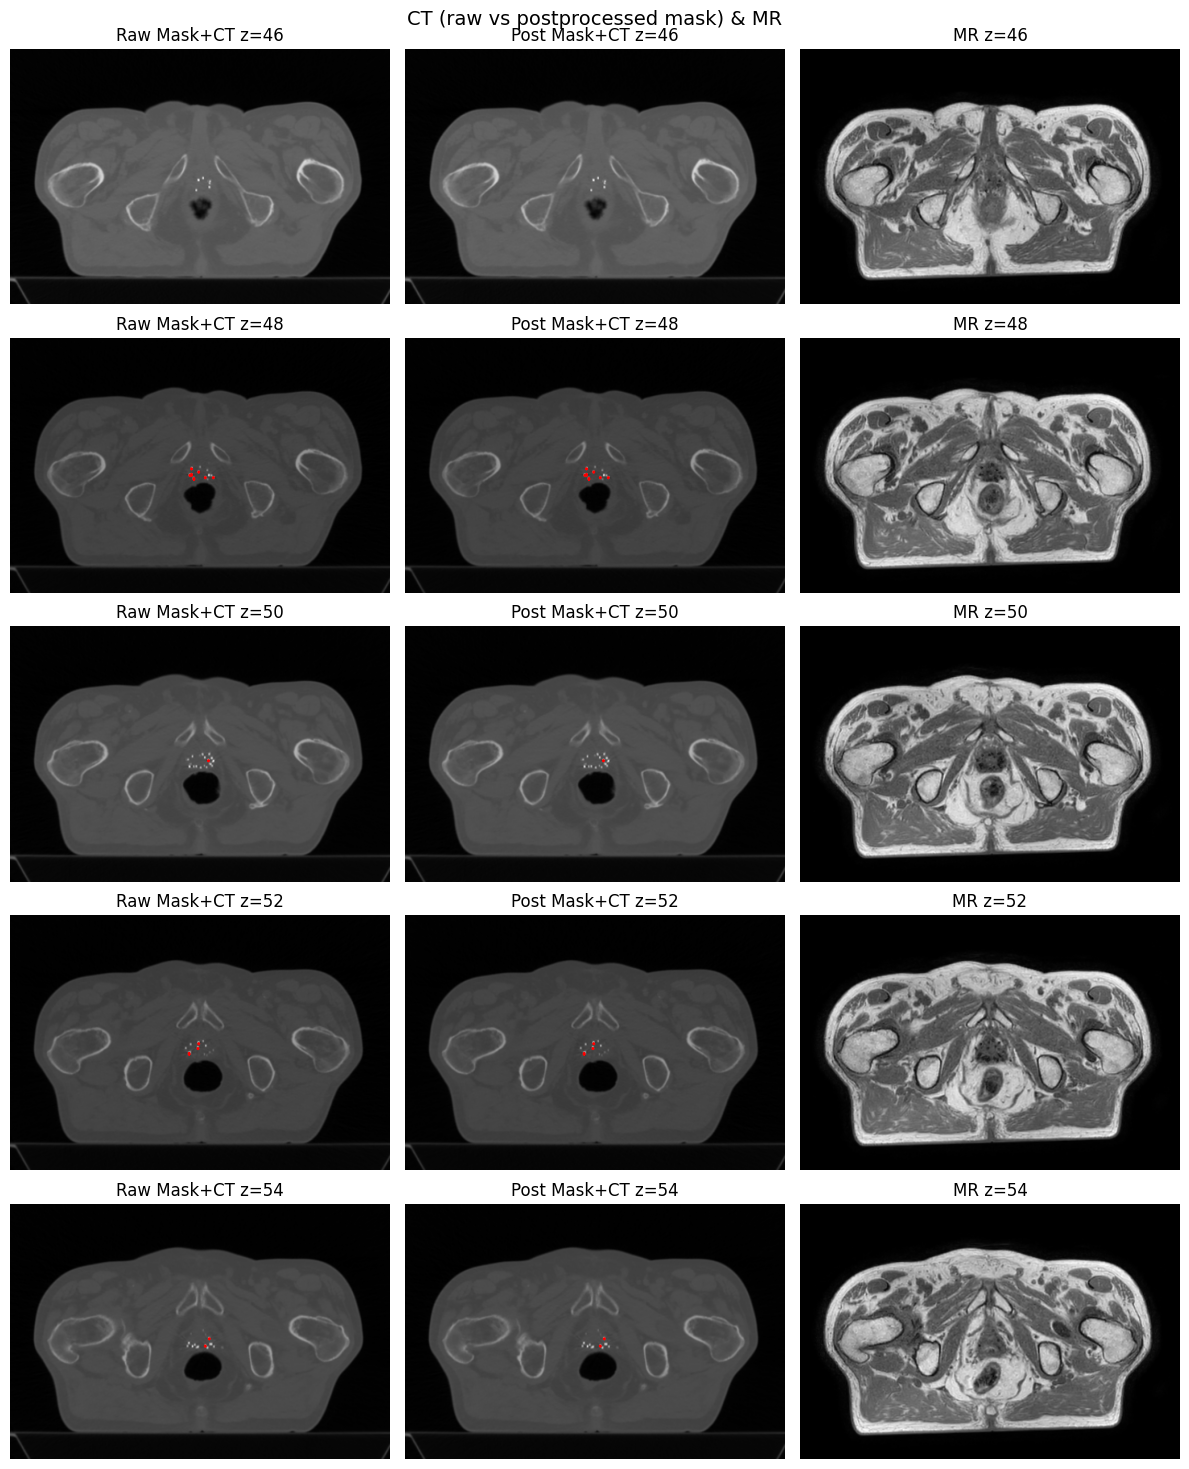 CT (raw vs postprocessed mask) & MR
Raw Mask+CT z=46
Post Mask+CT z=46
MR z=46
Raw Mask+CT z=48
Post Mask+CT z=48
MR z=48
Raw Mask+CT z=50
Post Mask+CT z=50
MR z=50
Raw Mask+CT z=52
Post Mask+CT z=52
MR z=52
Raw Mask+CT z=54
Post Mask+CT z=54
MR z=54